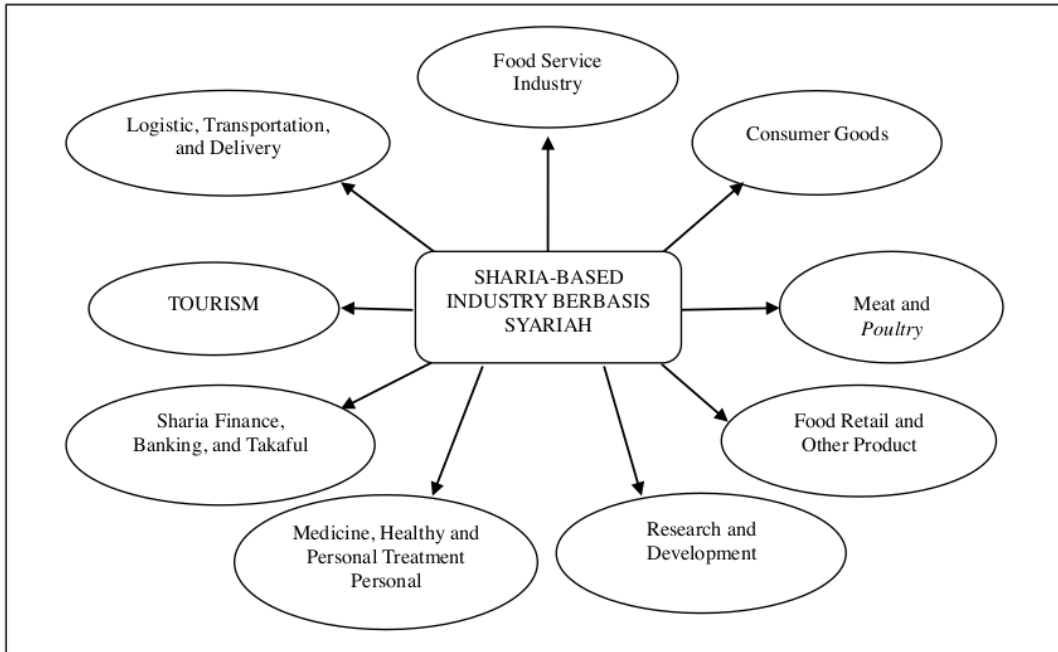 Food Service
Industry
Logistic, Transportation,
and Delivery
Consumer Goods
SHARIA-BASED
INDUSTRY BERBASIS
SYARIAH
TOURISM
Meat and
Poultry
Sharia Finance,
Banking, and Takaful
Food Retail and
Other Product
Medicine, Healthy and
Personal Treatment
Personal
Research and
Development